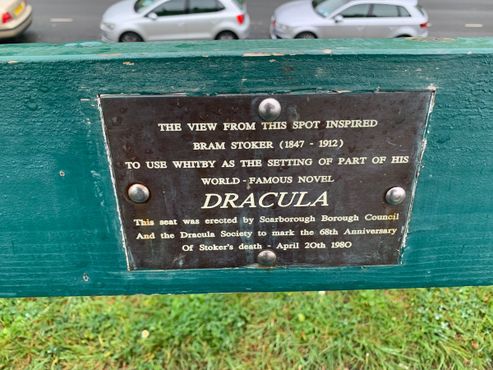 THE VIEW FROM THIS SPOT INSPIRED
BRAM STOKER (1847 - 1912)
TO USE WHITBY AS THE SETTING OF PART OF HIS
WORLD-FAMOUS NOVEL
DRACULA
This seat was erected by Scarborough Borough Council
And the Dracula Society to mark the 68th Anniversary
Of Stoker's death - April 20th 1980